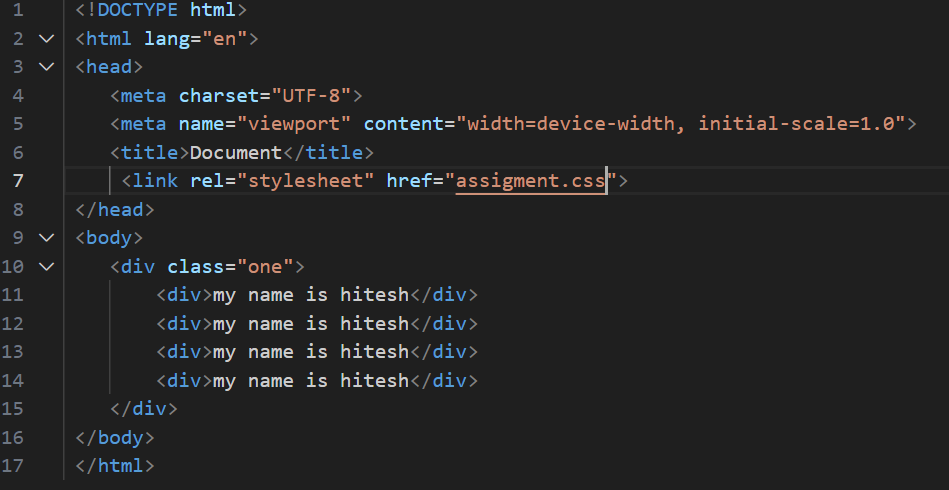 1 <!DOCTYPE html>
2 <html lang="en">
3 <head>
4 <meta charset="UTF-8">
5 <meta name="viewport" content="width=device-width, initial-scale=1.0">
6 <title>Document</title>
7 <link rel="stylesheet" href="assigment.css">
8 </head>
9 <body>
10 <div class="one">
11 <div>my name is hitesh</div>
12 <div>my name is hitesh</div>
13 <div>my name is hitesh</div>
14 <div>my name is hitesh</div>
15 </div>
16 </body>
17 </html>